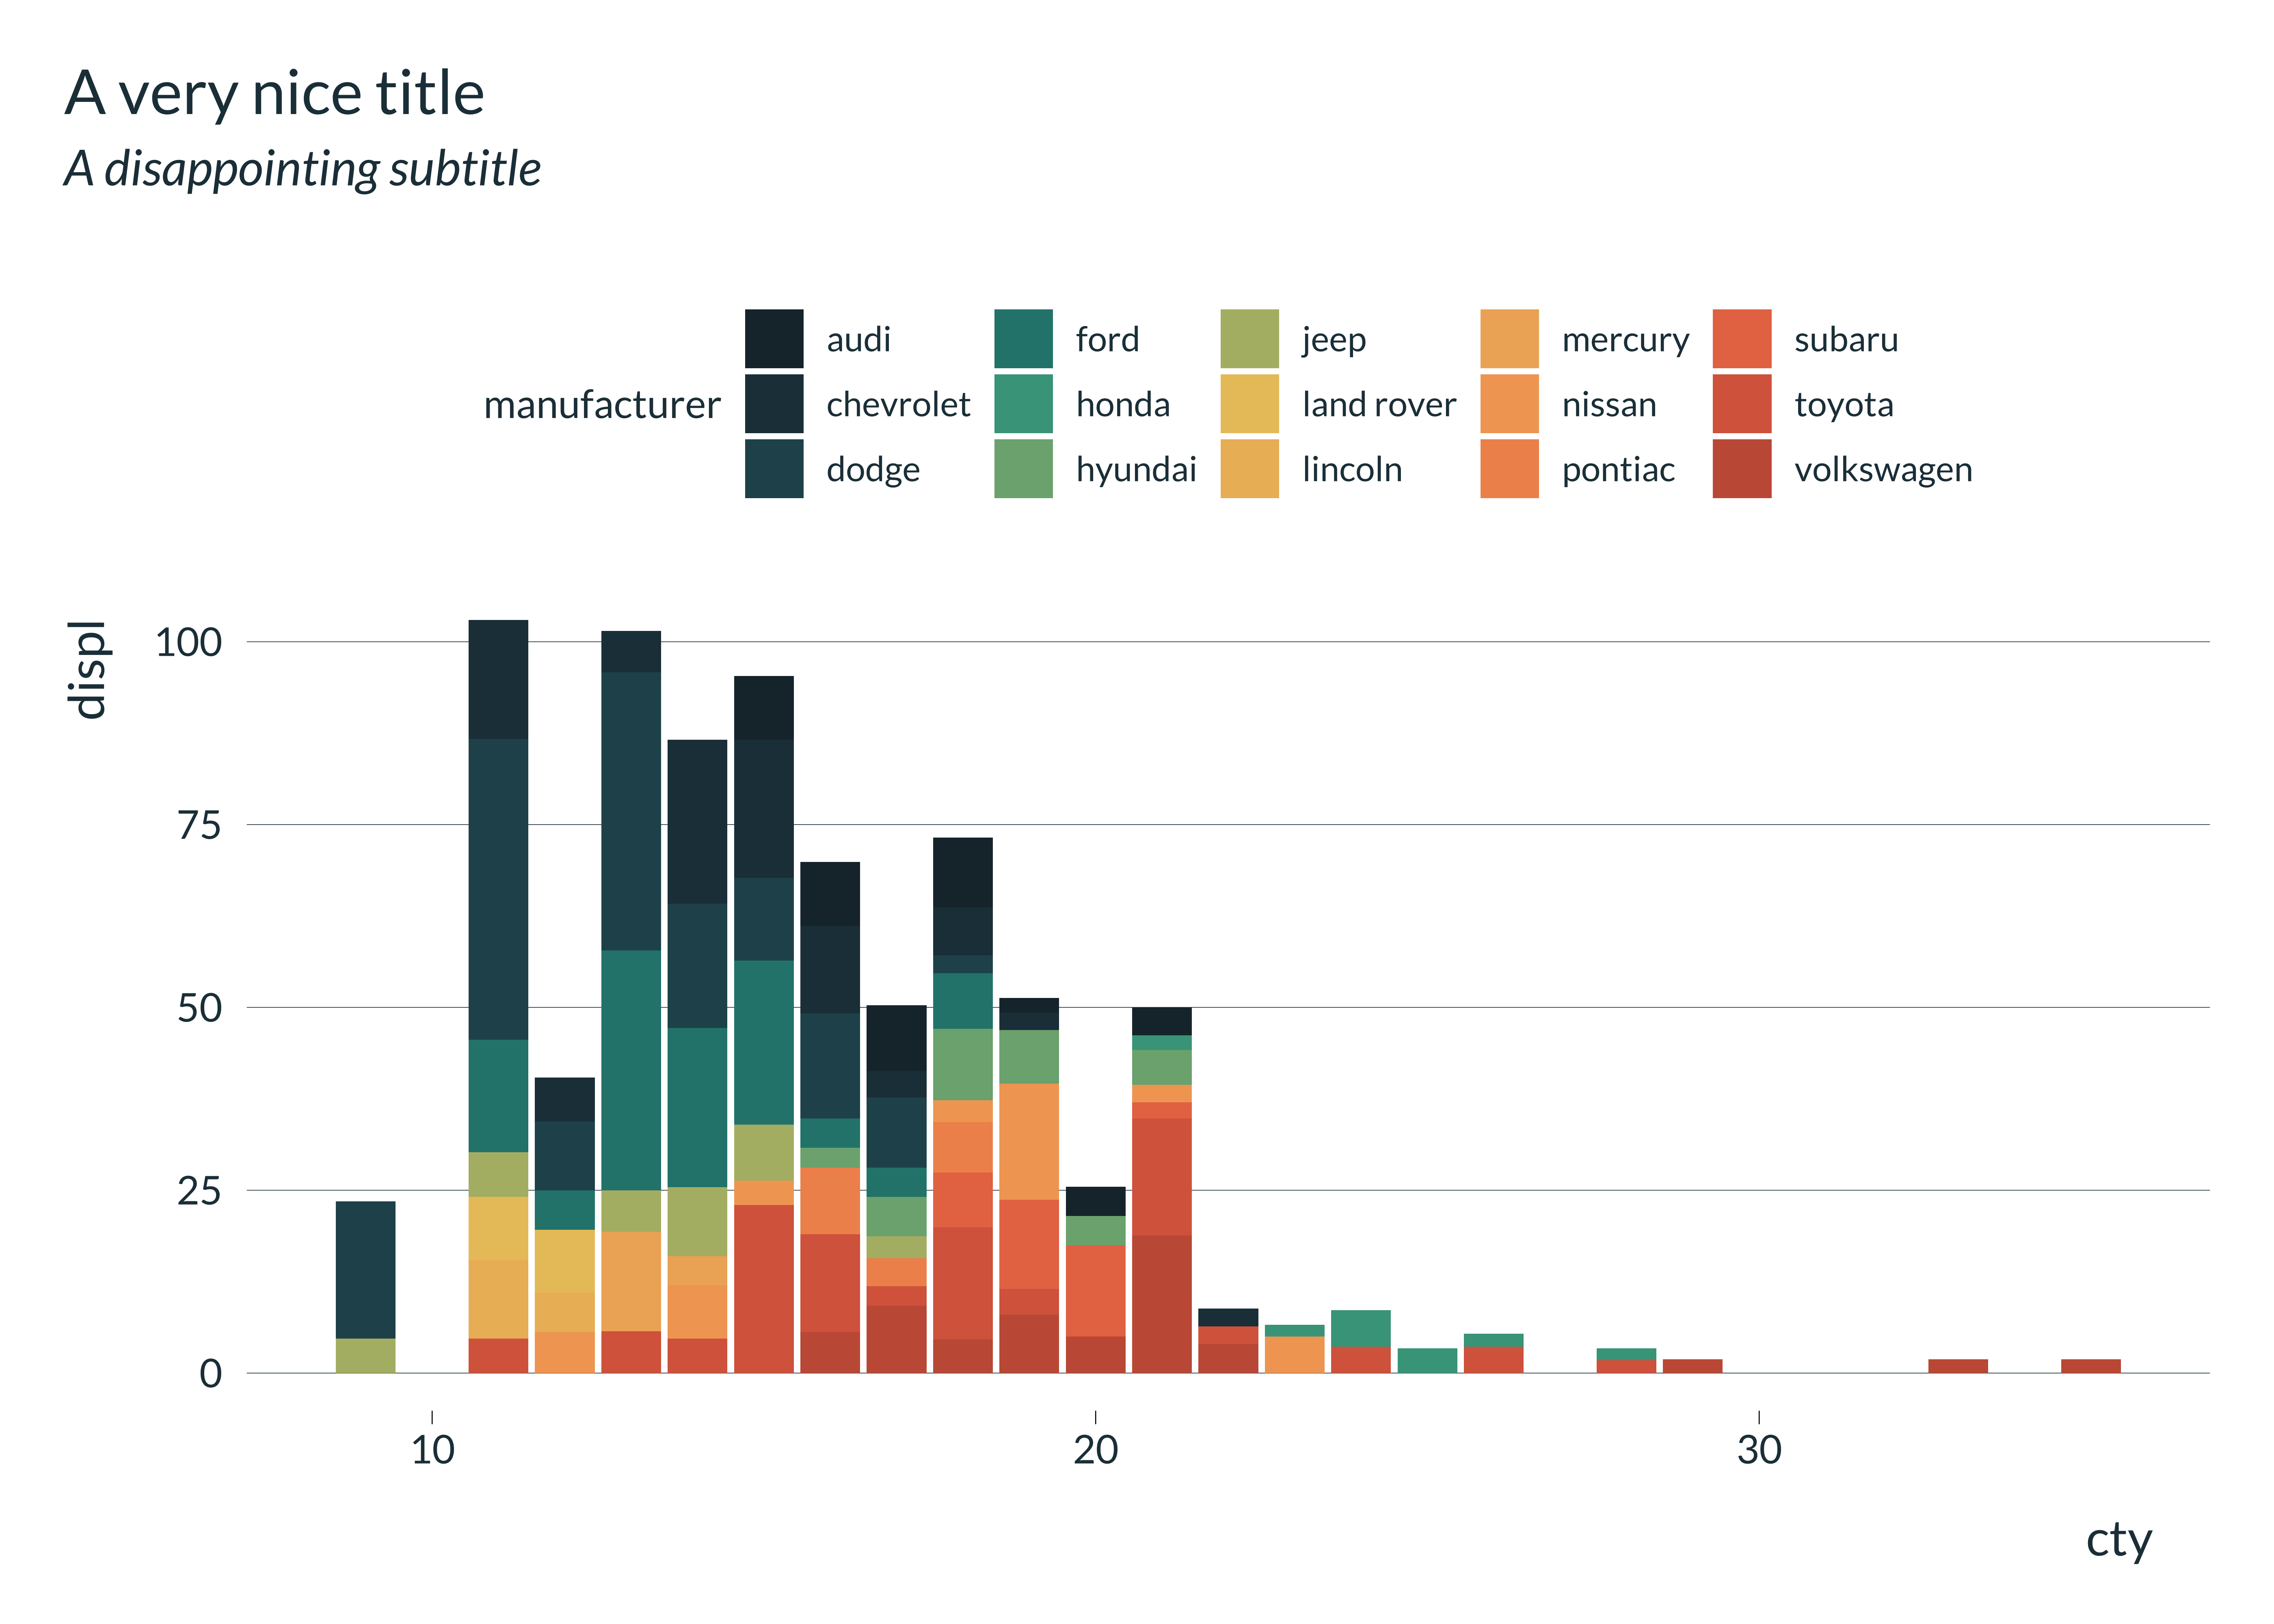 A very nice title
A disappointing subtitle
manufacturer
audi
chevrolet
dodge
ford
honda
hyundai
jeep
land rover
lincoln
mercury
nissan
pontiac
subaru
toyota
volkswagen
displ
100
75
50
25
0
10
20
30
cty